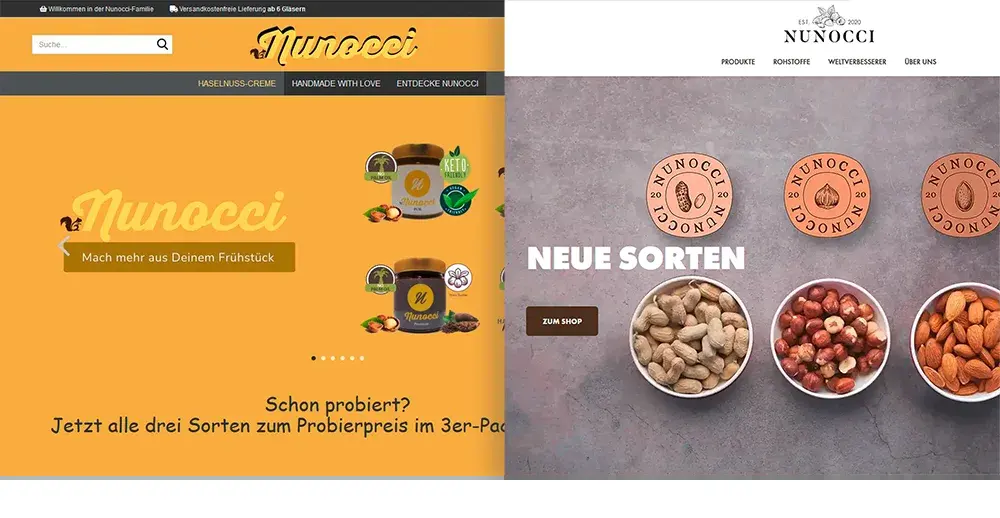 Willkommen in der Nunocci-Familie
Versandkostenfreie Lieferung ab 6 Gläsern
Suche...
Nunocci
HASELNUSS-CREME
HANDMADE WITH LOVE
ENTDECKE NUNOCCI
Nunocci
Mach mehr aus Deinem Frühstück
KETO-
FRIENDLY
N
Nunocci
N
Nunocci
Premium
Schon probiert?
Jetzt alle drei Sorten zum Probierpreis im 3er-Pac
EST. 2020
NUNOCCI
PRODUKTE
ROHSTOFFE
WELTVERBESSERER
ÜBER UNS
NUNOCCI
20 20
NUNOCCI
NUNOCCI
20 20
NUNOCCI
NUNOCCI
20
NUNOCCI
NEUE SORTEN
ZUM SHOP